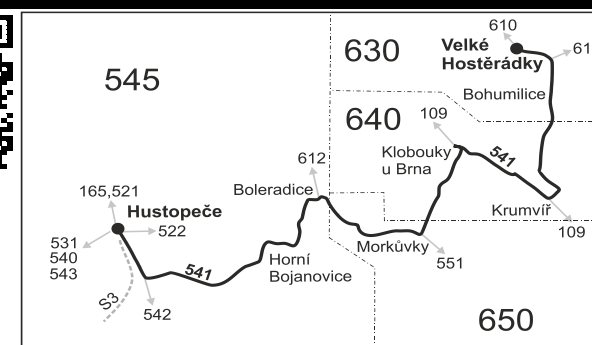 610
630
Velké
Hostěrádky
61
545
Bohumilice
640
109
Klobouky
u Brna
541
612
Boleradice
165,521
Hustopeče
Krumvíř
522
109
531
540
543
Morkůvky
551
Horní
Bojanovice
541
S3
542
650